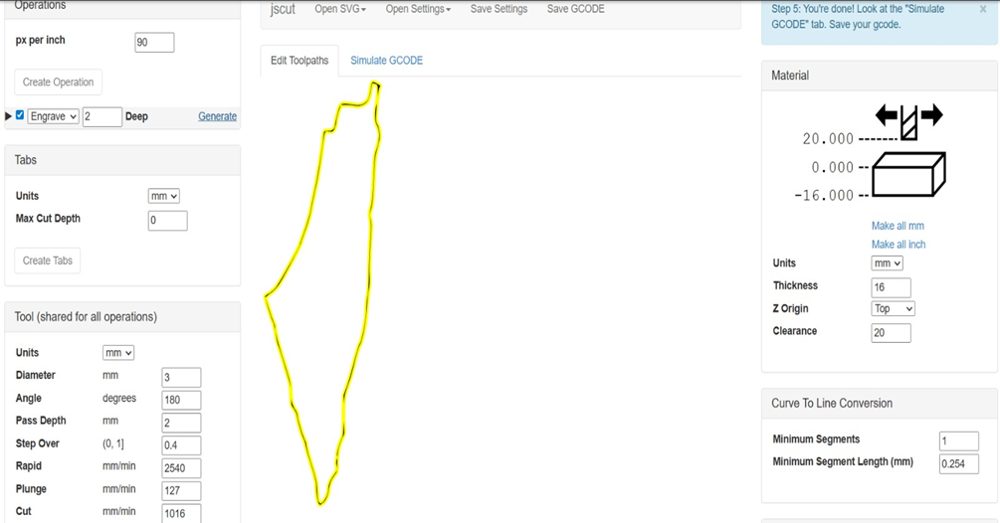 Operations
px per inch 90
Create Operation
Engrave 2 Deep Generate
Tabs
Units mm
Max Cut Depth 0
Create Tabs
Tool (shared for all operations)
Units mm
Diameter mm 3
Angle degrees 180
Pass Depth mm 2
Step Over (0, 1] 0.4
Rapid mm/min 2540
Plunge mm/min 127
Cut mm/min 1016
jscut Open SVG Open Settings Save Settings Save GCODE
Edit Toolpaths Simulate GCODE
Step 5: You're done! Look at the "Simulate
GCODE" tab. Save your gcode.
x
Material
20.000
0.000
-16.000
Make all mm
Make all inch
Units mm
Thickness 16
Z Origin Top
Clearance 20
Curve To Line Conversion
Minimum Segments 1
Minimum Segment Length (mm) 0.254